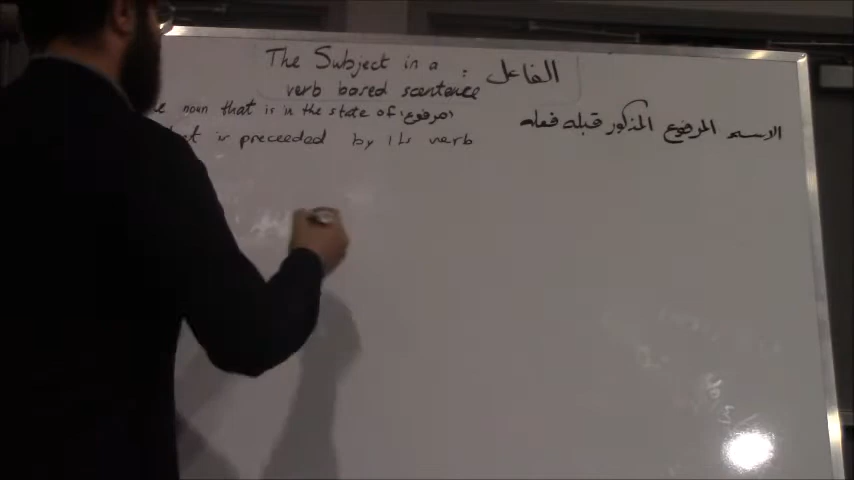 The Subject in a : الفاعل
verb based scentence
noun that is in the state of (مرفوع)
is preceeded by its verb
الاسم المرفوع المذكور قبله فعله